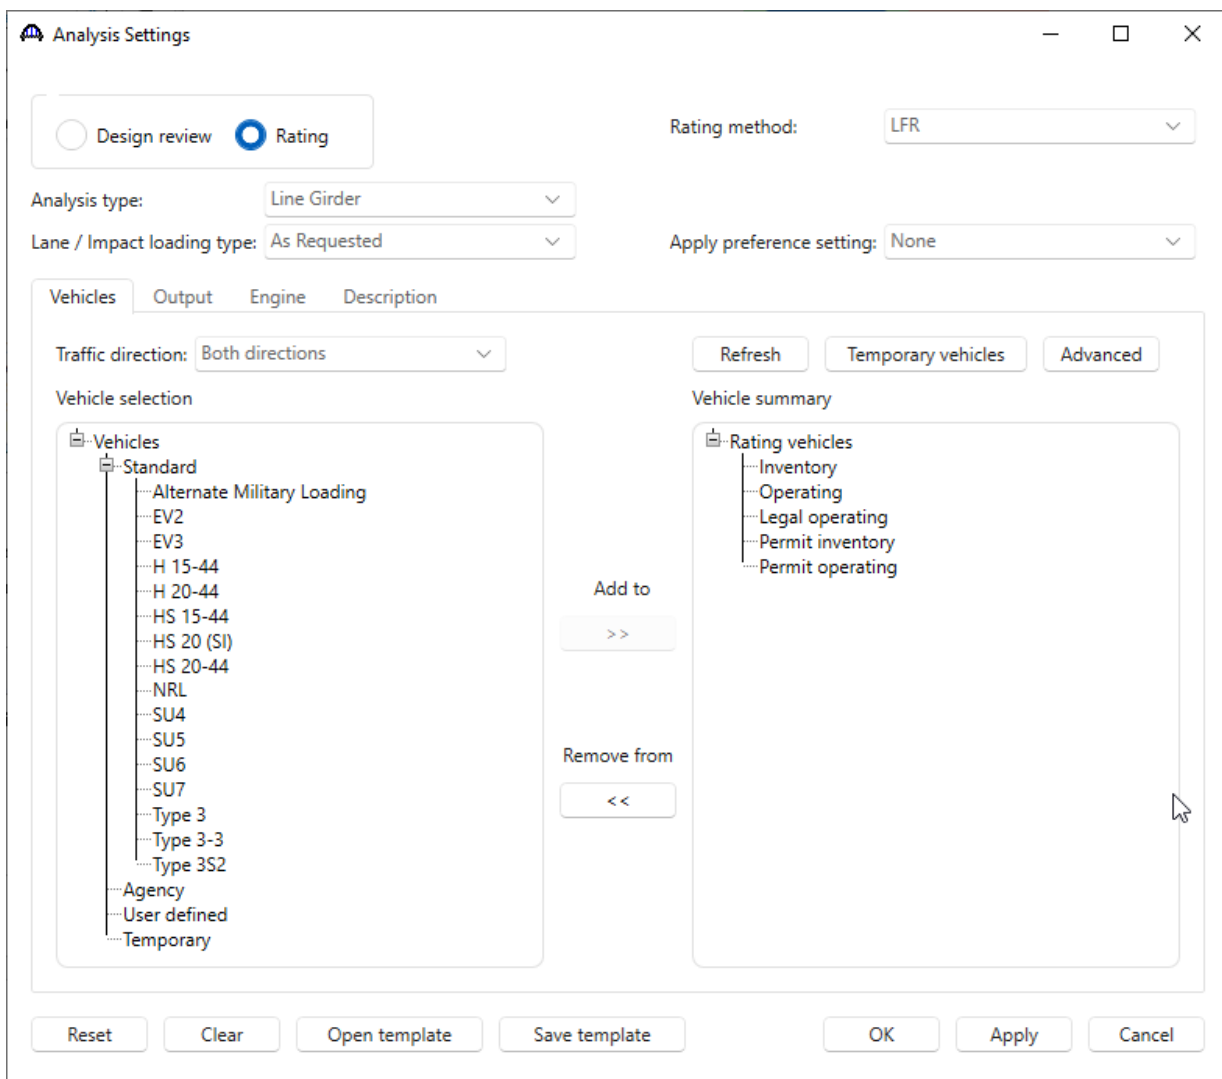 Analysis Settings
Design review
Rating
Rating method:
LFR
Analysis type:
Line Girder
Lane / Impact loading type:
As Requested
Apply preference setting:
None
Vehicles
Output
Engine
Description
Traffic direction:
Both directions
Refresh
Temporary vehicles
Advanced
Vehicle selection
Vehicle summary
Vehicles
Standard
Alternate Military Loading
EV2
EV3
H 15-44
H 20-44
HS 15-44
HS 20 (SI)
HS 20-44
NRL
SU4
SU5
SU6
SU7
Type 3
Type 3-3
Type 3S2
Agency
User defined
Temporary
Add to
>>
Remove from
<<
Rating vehicles
Inventory
Operating
Legal operating
Permit inventory
Permit operating
Reset
Clear
Open template
Save template
OK
Apply
Cancel